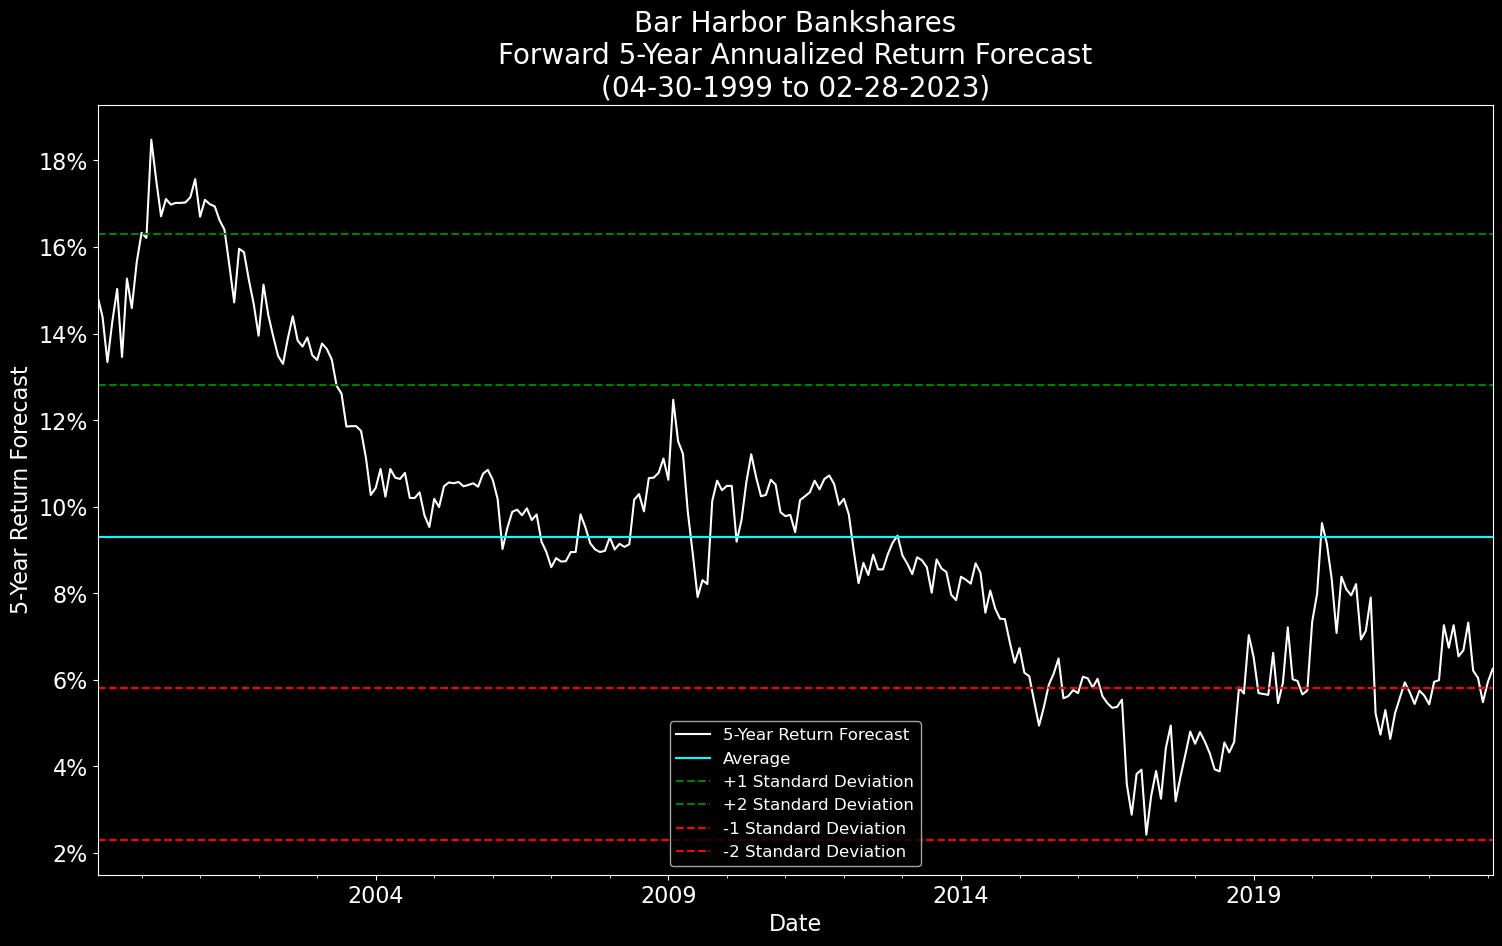 Bar Harbor Bankshares
Forward 5-Year Annualized Return Forecast
(04-30-1999 to 02-28-2023)
5-Year Return Forecast
18%
16%
14%
12%
10%
8%
6%
4%
2%
5-Year Return Forecast
Average
+1 Standard Deviation
+2 Standard Deviation
-1 Standard Deviation
-2 Standard Deviation
2004
2009
2014
2019
Date